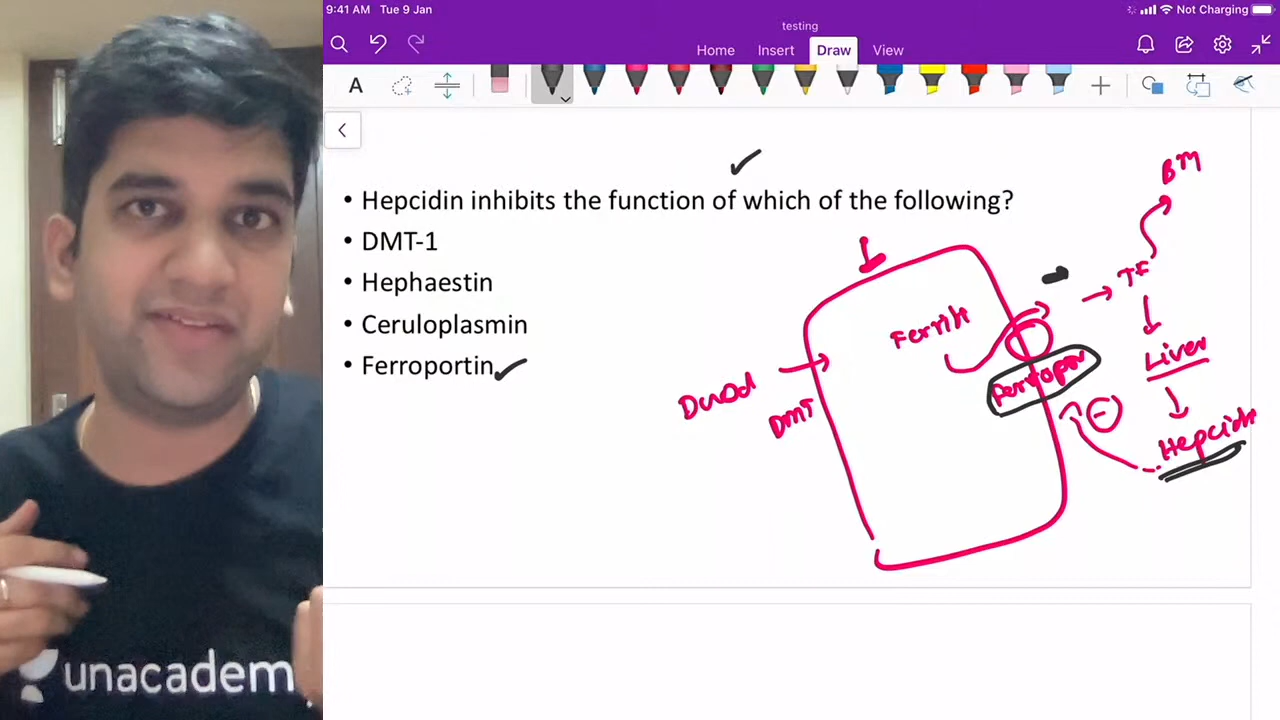 9:41 AM Tue 9 Jan
Not Charging
testing
Home Insert Draw View
A
• Hepcidin inhibits the function of which of the following?
• DMT-1
• Hephaestin
• Ceruloplasmin
• Ferroportin
BM
TF
Liver
Hepcidin
Duod
DMT
unacadem